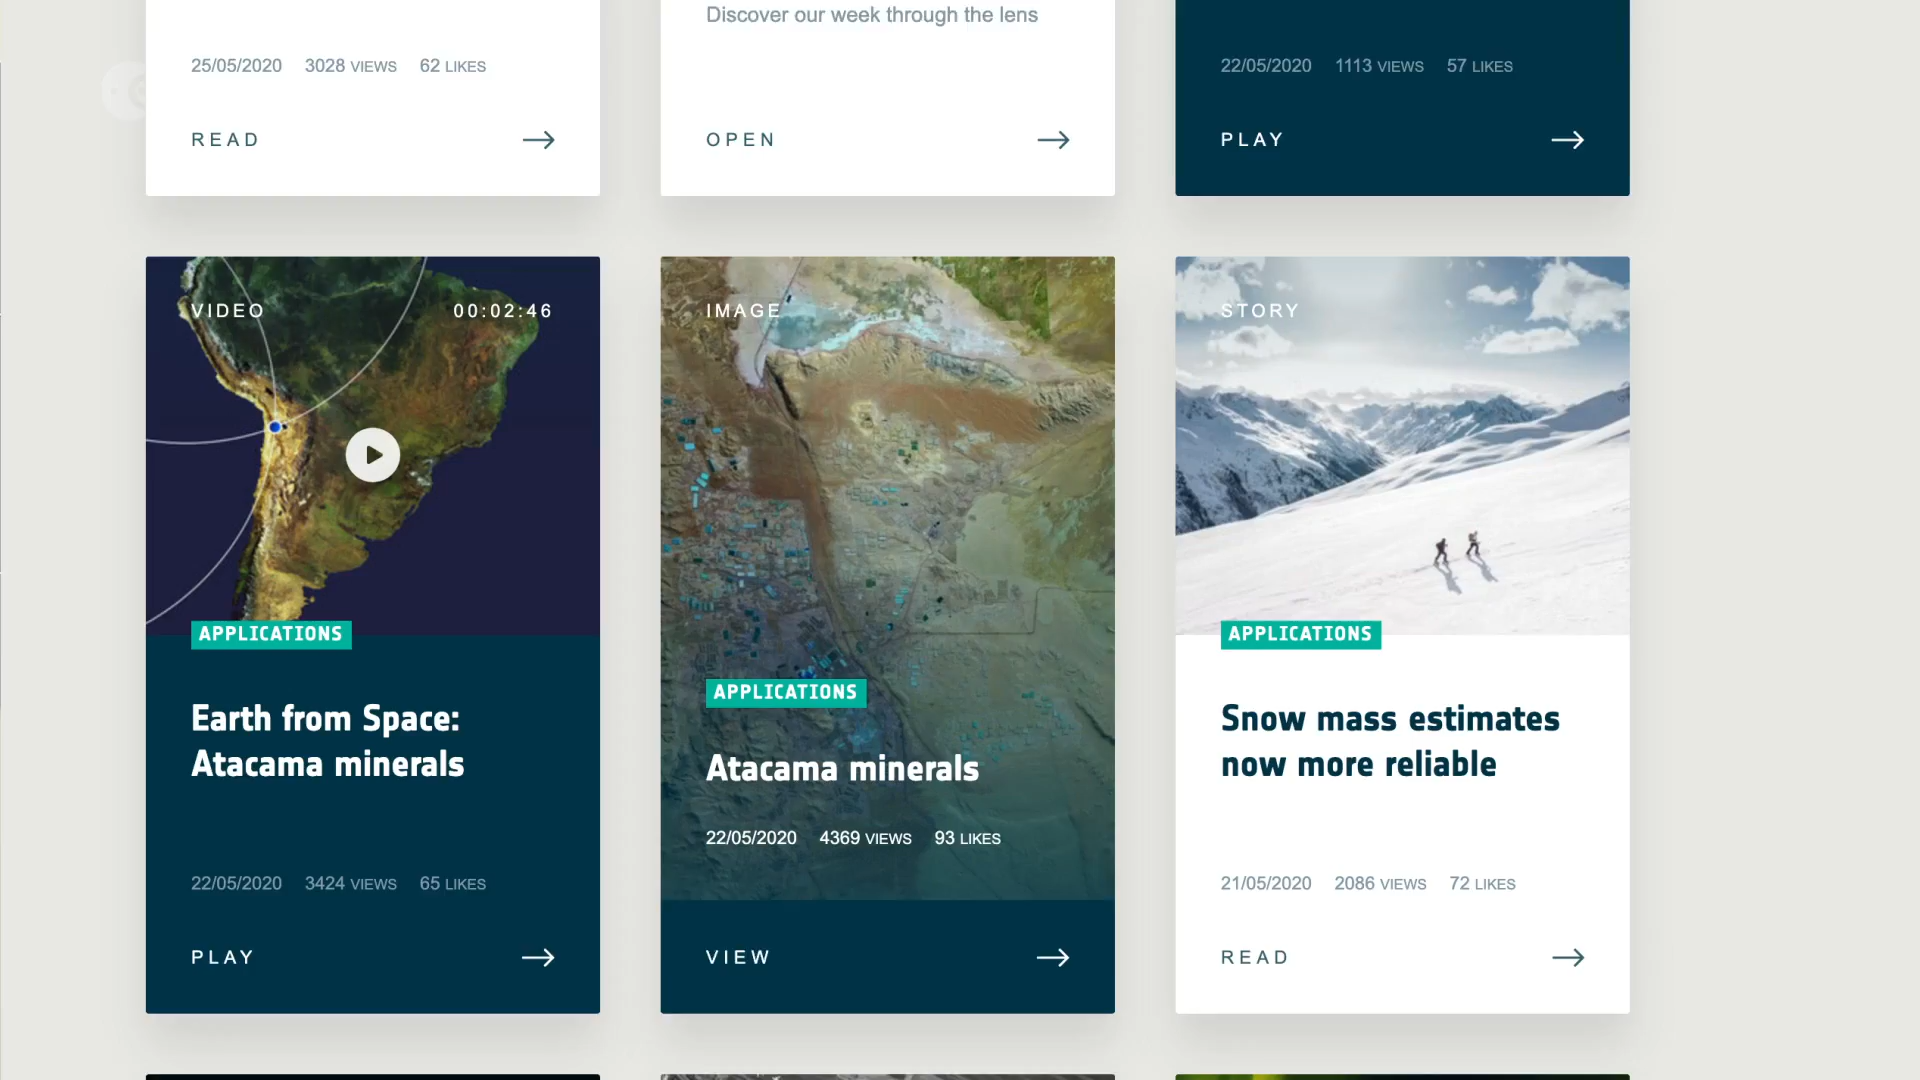 Discover our week through the lens
25/05/2020 3028 VIEWS 62 LIKES
22/05/2020 1113 VIEWS 57 LIKES
READ
OPEN
PLAY
VIDEO 00:02:46
APPLICATIONS
Earth from Space:
Atacama minerals
22/05/2020 3424 VIEWS 65 LIKES
PLAY
IMAGE
APPLICATIONS
Atacama minerals
22/05/2020 4369 VIEWS 93 LIKES
VIEW
STORY
APPLICATIONS
Snow mass estimates
now more reliable
21/05/2020 2086 VIEWS 72 LIKES
READ